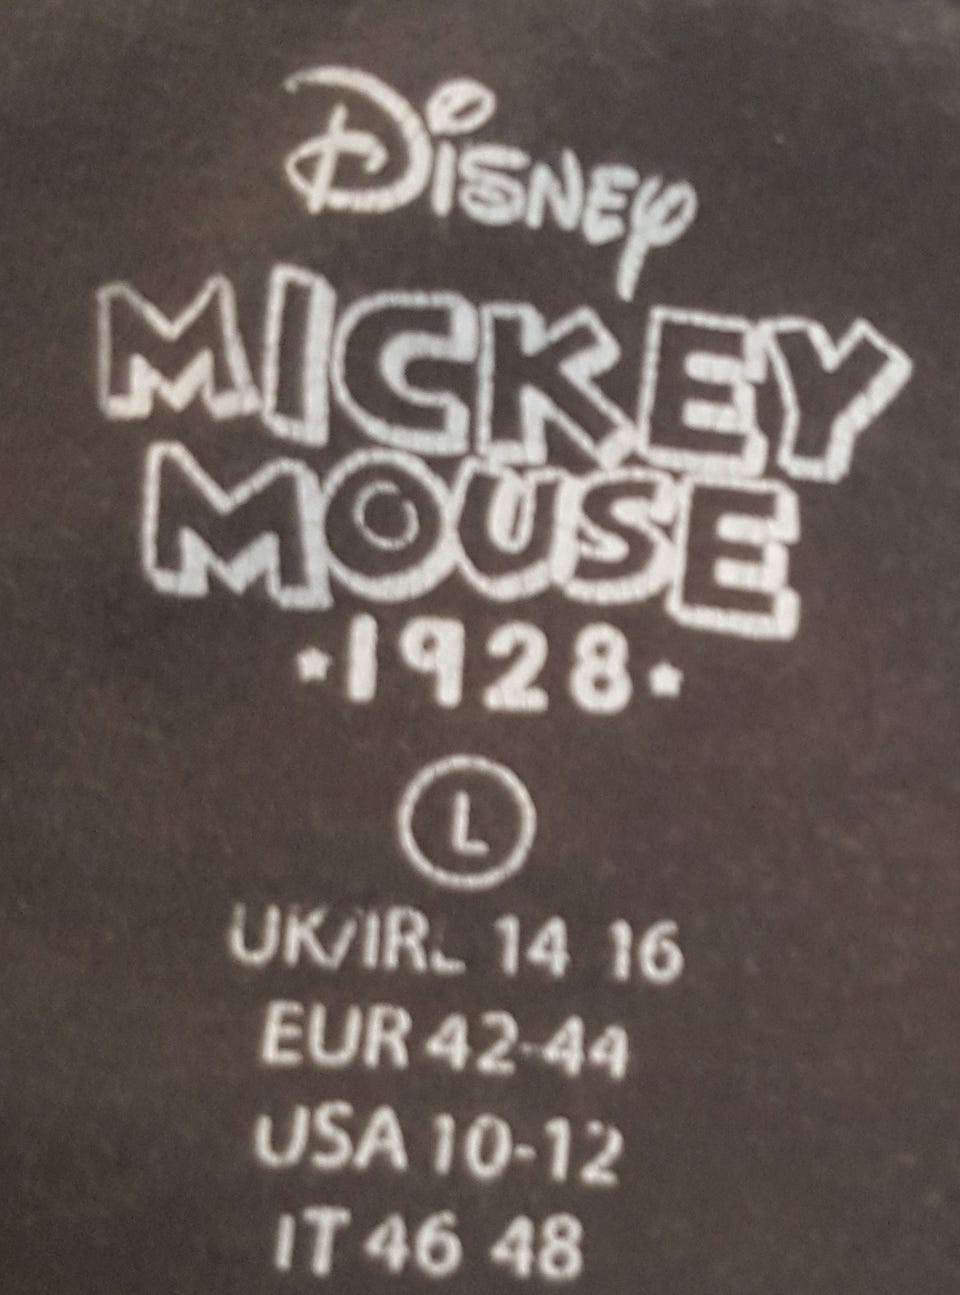 Disney
MICKEY
MOUSE
★1928★
L
UK/IRL 14 16
EUR 42-44
USA 10-12
IT 46 48